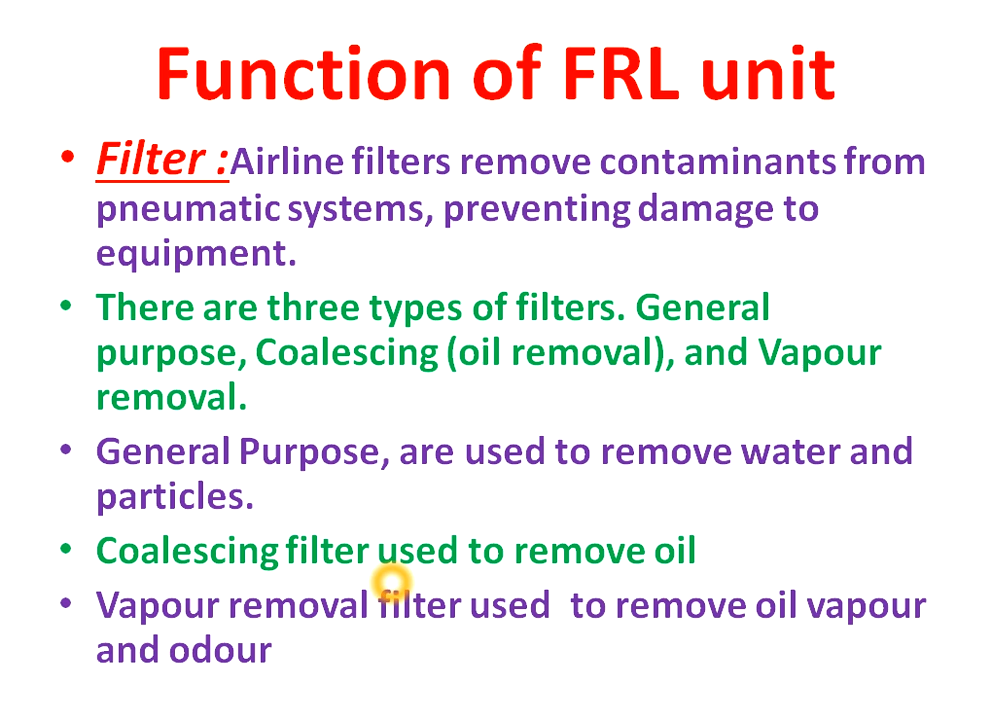 Function of FRL unit
• Filter :Airline filters remove contaminants from
pneumatic systems, preventing damage to
equipment.
• There are three types of filters. General
purpose, Coalescing (oil removal), and Vapour
removal.
• General Purpose, are used to remove water and
particles.
• Coalescing filter used to remove oil
• Vapour removal filter used  to remove oil vapour
and odour